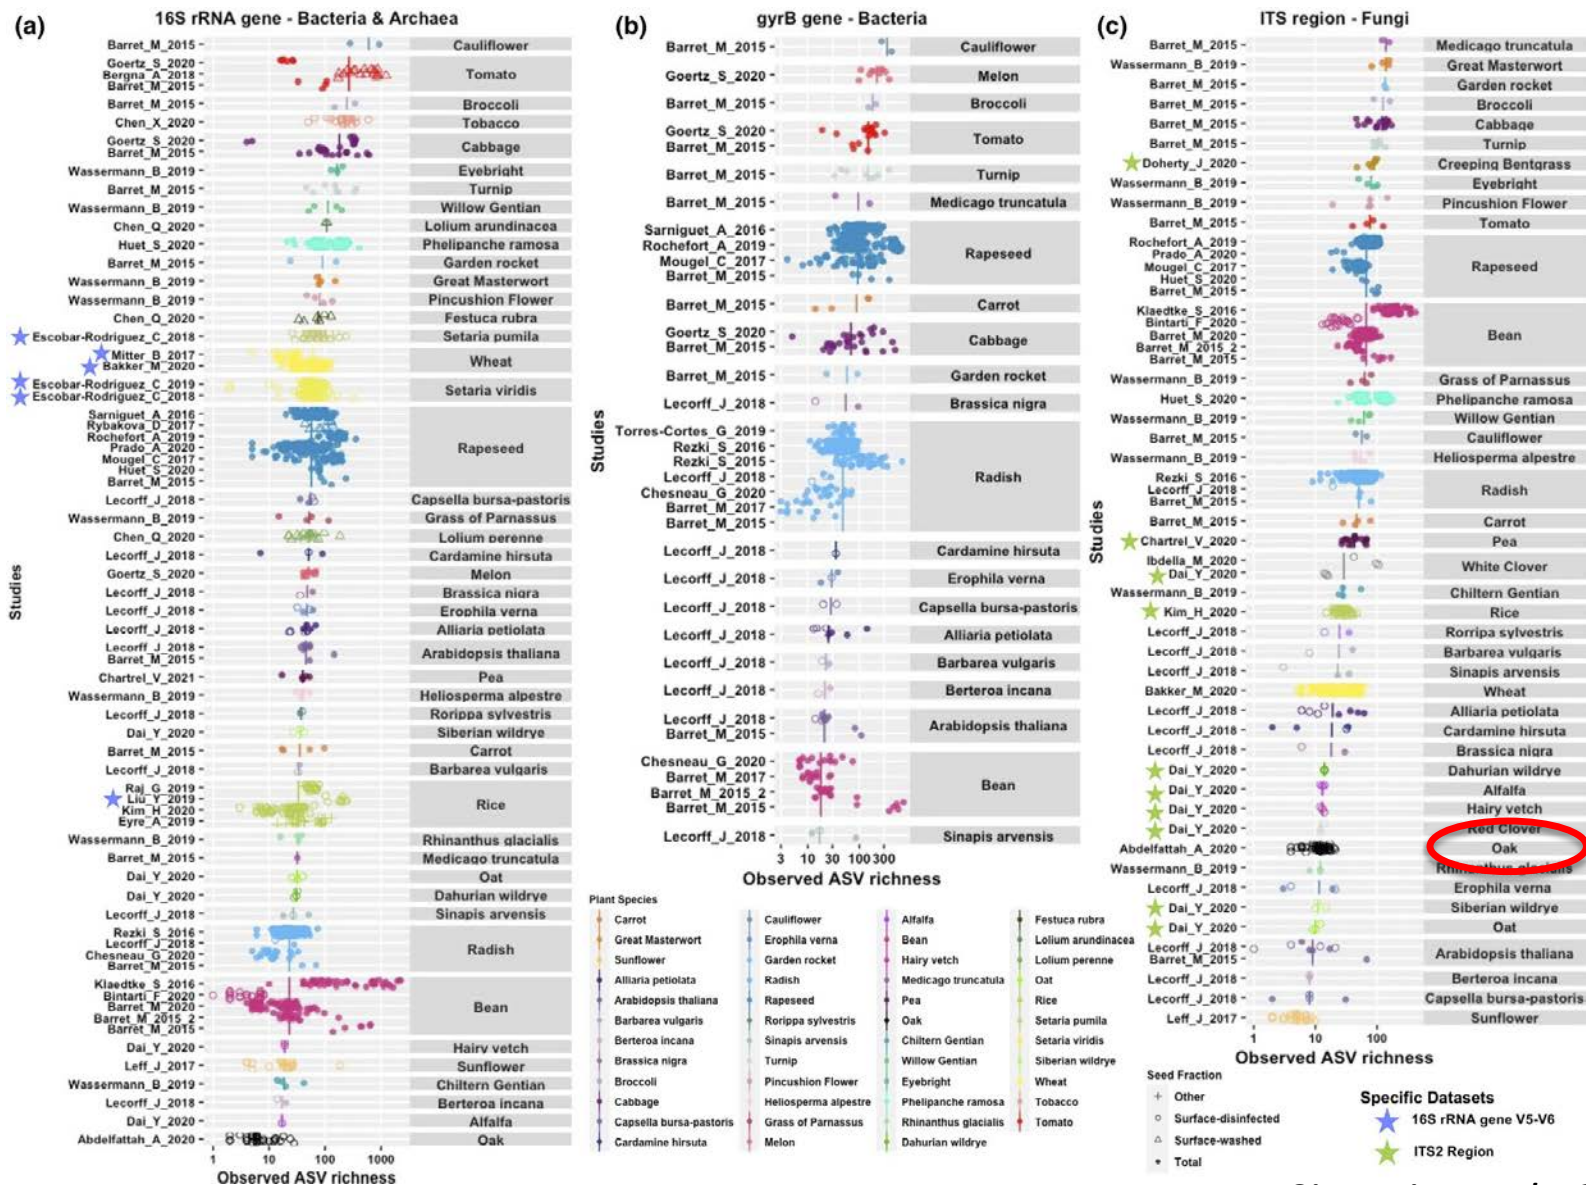 (a)
16S rRNA gene - Bacteria & Archaea
Barret_M_2015
Cauliflower
Goertz_S_2020
Bergna_A_2018
Barret_M_2015
Tomato
Barret_M_2015
Broccoli
Chen_X_2020
Tobacco
Goertz_S_2020
Barret_M_2015
Cabbage
Wassermann_B_2019
Eyebright
Barret_M_2015
Turnip
Wassermann_B_2019
Willow Gentian
Chen_Q_2020
Lolium arundinacea
Huet_S_2020
Phelipanche ramosa
Barret_M_2015
Garden rocket
Wassermann_B_2019
Great Masterwort
Wassermann_B_2019
Pincushion Flower
Chen_Q_2020
Festuca rubra
Escobar-Rodriguez_C_2018
Setaria pumila
Mitter_B_2017
Bakker_M_2020
Wheat
Escobar-Rodriguez_C_2019
Escobar-Rodriguez_C_2018
Setaria viridis
Sarniguet_A_2016
Rybakova_D_2017
Rochefort_A_2019
Prado_A_2020
Mougel_C_2017
Huet_S_2020
Barret_M_2015
Rapeseed
Lecorff_J_2018
Capsella bursa-pastoris
Wassermann_B_2019
Grass of Parnassus
Chen_Q_2020
Lolium perenne
Lecorff_J_2018
Cardamine hirsuta
Goertz_S_2020
Melon
Lecorff_J_2018
Brassica nigra
Lecorff_J_2018
Erophila verna
Lecorff_J_2018
Alliaria petiolata
Lecorff_J_2018
Barret_M_2015
Arabidopsis thaliana
Chartrel_V_2021
Pea
Wassermann_B_2019
Heliosperma alpestre
Lecorff_J_2018
Rorippa sylvestris
Dai_Y_2020
Siberian wildrye
Barret_M_2015
Carrot
Lecorff_J_2018
Barbarea vulgaris
Raj_G_2019
Liu_Y_2019
Kim_H_2020
Eyre_A_2019
Rice
Wassermann_B_2019
Rhinanthus glacialis
Barret_M_2015
Medicago truncatula
Dai_Y_2020
Oat
Dai_Y_2020
Dahurian wildrye
Lecorff_J_2018
Sinapis arvensis
Rezki_S_2016
Lecorff_J_2018
Chesneau_G_2020
Barret_M_2015
Radish
Klaedtke_S_2016
Bintarti_F_2020
Barret_M_2020
Barret_M_2015_2
Barret_M_2015
Bean
Dai_Y_2020
Hairy vetch
Leff_J_2017
Sunflower
Wassermann_B_2019
Chiltern Gentian
Lecorff_J_2018
Berteroa incana
Dai_Y_2020
Alfalfa
Abdelfattah_A_2020
Oak
Studies
1 10 100 1000
Observed ASV richness
(b)
gyrB gene - Bacteria
Barret_M_2015
Cauliflower
Goertz_S_2020
Melon
Barret_M_2015
Broccoli
Goertz_S_2020
Barret_M_2015
Tomato
Barret_M_2015
Turnip
Barret_M_2015
Medicago truncatula
Sarniguet_A_2016
Rochefort_A_2019
Mougel_C_2017
Barret_M_2015
Rapeseed
Barret_M_2015
Carrot
Goertz_S_2020
Barret_M_2015
Cabbage
Barret_M_2015
Garden rocket
Lecorff_J_2018
Brassica nigra
Torres-Cortes_G_2019
Rezki_S_2016
Rezki_S_2015
Lecorff_J_2018
Chesneau_G_2020
Barret_M_2017
Barret_M_2015
Radish
Lecorff_J_2018
Cardamine hirsuta
Lecorff_J_2018
Erophila verna
Lecorff_J_2018
Capsella bursa-pastoris
Lecorff_J_2018
Alliaria petiolata
Lecorff_J_2018
Barbarea vulgaris
Lecorff_J_2018
Berteroa incana
Lecorff_J_2018
Barret_M_2015
Arabidopsis thaliana
Chesneau_G_2020
Barret_M_2017
Barret_M_2015_2
Barret_M_2015
Bean
Lecorff_J_2018
Sinapis arvensis
Studies
3 10 30 100 300
Observed ASV richness
(c)
ITS region - Fungi
Barret_M_2015
Medicago truncatula
Wassermann_B_2019
Great Masterwort
Barret_M_2015
Garden rocket
Barret_M_2015
Broccoli
Barret_M_2015
Cabbage
Barret_M_2015
Turnip
Doherty_J_2020
Creeping Bentgrass
Wassermann_B_2019
Eyebright
Wassermann_B_2019
Pincushion Flower
Barret_M_2015
Tomato
Rochefort_A_2019
Prado_A_2020
Mougel_C_2017
Huet_S_2020
Barret_M_2015
Rapeseed
Klaedtke_S_2016
Bintarti_F_2020
Barret_M_2020
Barret_M_2015_2
Barret_M_2015
Bean
Wassermann_B_2019
Grass of Parnassus
Huet_S_2020
Phelipanche ramosa
Wassermann_B_2019
Willow Gentian
Barret_M_2015
Cauliflower
Wassermann_B_2019
Heliosperma alpestre
Rezki_S_2016
Lecorff_J_2018
Barret_M_2015
Radish
Barret_M_2015
Carrot
Chartrel_V_2020
Pea
Ibdella_M_2020
Dai_Y_2020
White Clover
Wassermann_B_2019
Chiltern Gentian
Kim_H_2020
Rice
Lecorff_J_2018
Rorripa sylvestris
Lecorff_J_2018
Barbarea vulgaris
Lecorff_J_2018
Sinapis arvensis
Bakker_M_2020
Wheat
Lecorff_J_2018
Alliaria petiolata
Lecorff_J_2018
Cardamine hirsuta
Lecorff_J_2018
Brassica nigra
Dai_Y_2020
Dahurian wildrye
Dai_Y_2020
Alfalfa
Dai_Y_2020
Hairy vetch
Dai_Y_2020
Red Clover
Abdelfattah_A_2020
Oak
Wassermann_B_2019
Rhinanthus glacialis
Lecorff_J_2018
Erophila verna
Dai_Y_2020
Siberian wildrye
Dai_Y_2020
Oat
Lecorff_J_2018
Barret_M_2015
Arabidopsis thaliana
Lecorff_J_2018
Berteroa incana
Lecorff_J_2018
Capsella bursa-pastoris
Leff_J_2017
Sunflower
Studies
1 10 100
Observed ASV richness
Plant Species
Carrot
Great Masterwort
Sunflower
Alliaria petiolata
Arabidopsis thaliana
Barbarea vulgaris
Berteroa incana
Brassica nigra
Broccoli
Cabbage
Capsella bursa-pastoris
Cardamine hirsuta
Cauliflower
Erophila verna
Garden rocket
Radish
Rapeseed
Rorippa sylvestris
Sinapis arvensis
Turnip
Pincushion Flower
Heliosperma alpestre
Grass of Parnassus
Melon
Alfalfa
Bean
Hairy vetch
Medicago truncatula
Pea
Oak
Chiltern Gentian
Willow Gentian
Eyebright
Phelipanche ramosa
Rhinanthus glacialis
Dahurian wildrye
Festuca rubra
Lolium arundinacea
Lolium perenne
Oat
Rice
Setaria pumila
Setaria viridis
Siberian wildrye
Wheat
Tobacco
Tomato
Seed Fraction
Other
Surface-disinfected
Surface-washed
Total
Specific Datasets
16S rRNA gene V5-V6
ITS2 Region